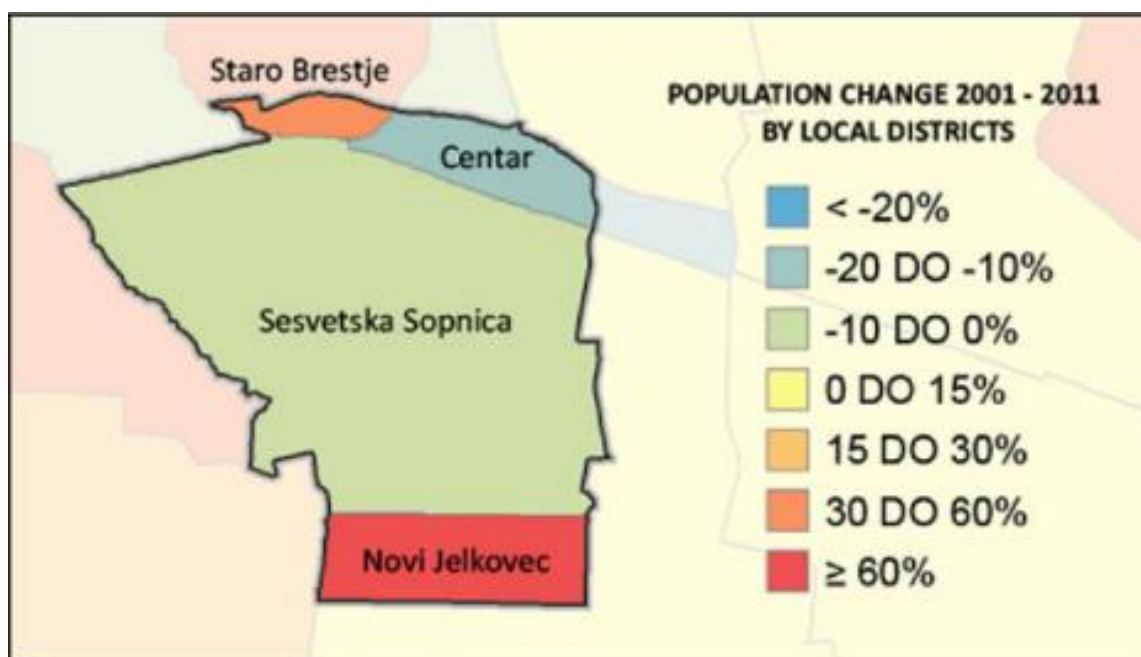 Staro Brestje
Centar
Sesvetska Sopnica
Novi Jelkovec
POPULATION CHANGE 2001 - 2011
BY LOCAL DISTRICTS
< -20%
-20 DO -10%
-10 DO 0%
0 DO 15%
15 DO 30%
30 DO 60%
≥ 60%